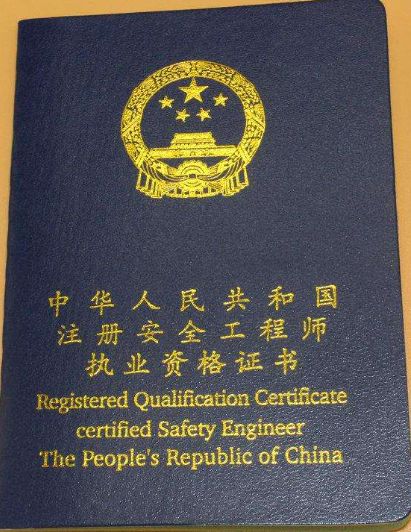 中华人民共和国
注册安全工程师
执业资格证书
Registered Qualification Certificate
certified Safety Engineer
The People's Republic of China